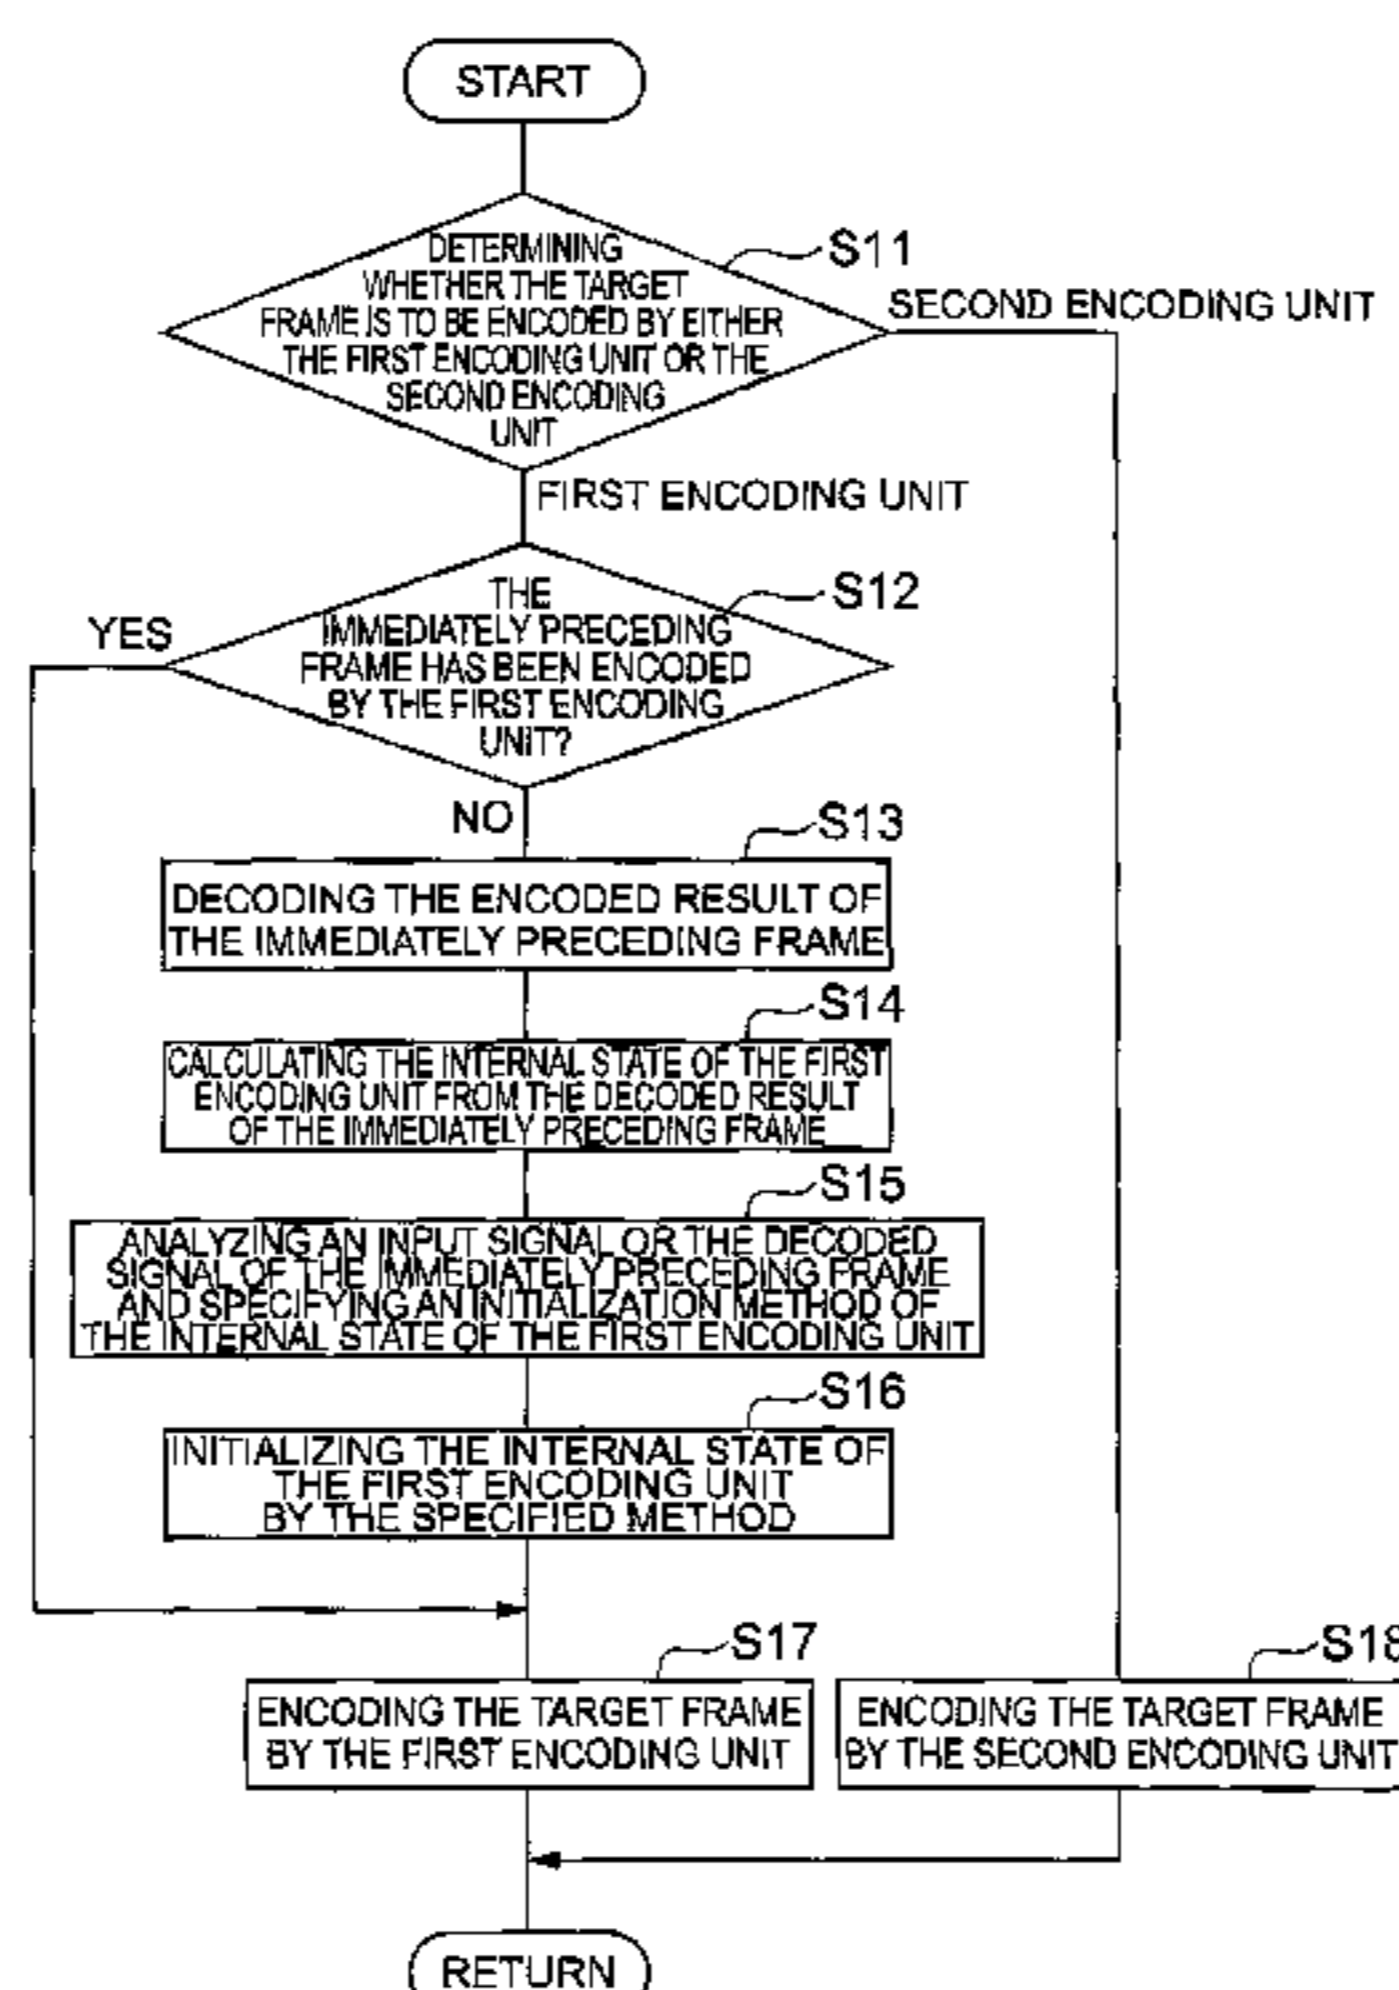 START
S11
DETERMINING
WHETHER THE TARGET
FRAME IS TO BE ENCODED BY EITHER
THE FIRST ENCODING UNIT OR THE
SECOND ENCODING
UNIT
SECOND ENCODING UNIT
FIRST ENCODING UNIT
S12
THE
IMMEDIATELY PRECEDING
FRAME HAS BEEN ENCODED
BY THE FIRST ENCODING
UNIT?
YES
NO
S13
DECODING THE ENCODED RESULT OF
THE IMMEDIATELY PRECEDING FRAME
S14
CALCULATING THE INTERNAL STATE OF THE FIRST
ENCODING UNIT FROM THE DECODED RESULT
OF THE IMMEDIATELY PRECEDING FRAME
S15
ANALYZING AN INPUT SIGNAL OR THE DECODED
SIGNAL OF THE IMMEDIATELY PRECEDING FRAME
AND SPECIFYING AN INITIALIZATION METHOD OF
THE INTERNAL STATE OF THE FIRST ENCODING UNIT
S16
INITIALIZING THE INTERNAL STATE OF
THE FIRST ENCODING UNIT
BY THE SPECIFIED METHOD
S17
ENCODING THE TARGET FRAME
BY THE FIRST ENCODING UNIT
S18
ENCODING THE TARGET FRAME
BY THE SECOND ENCODING UNIT
RETURN